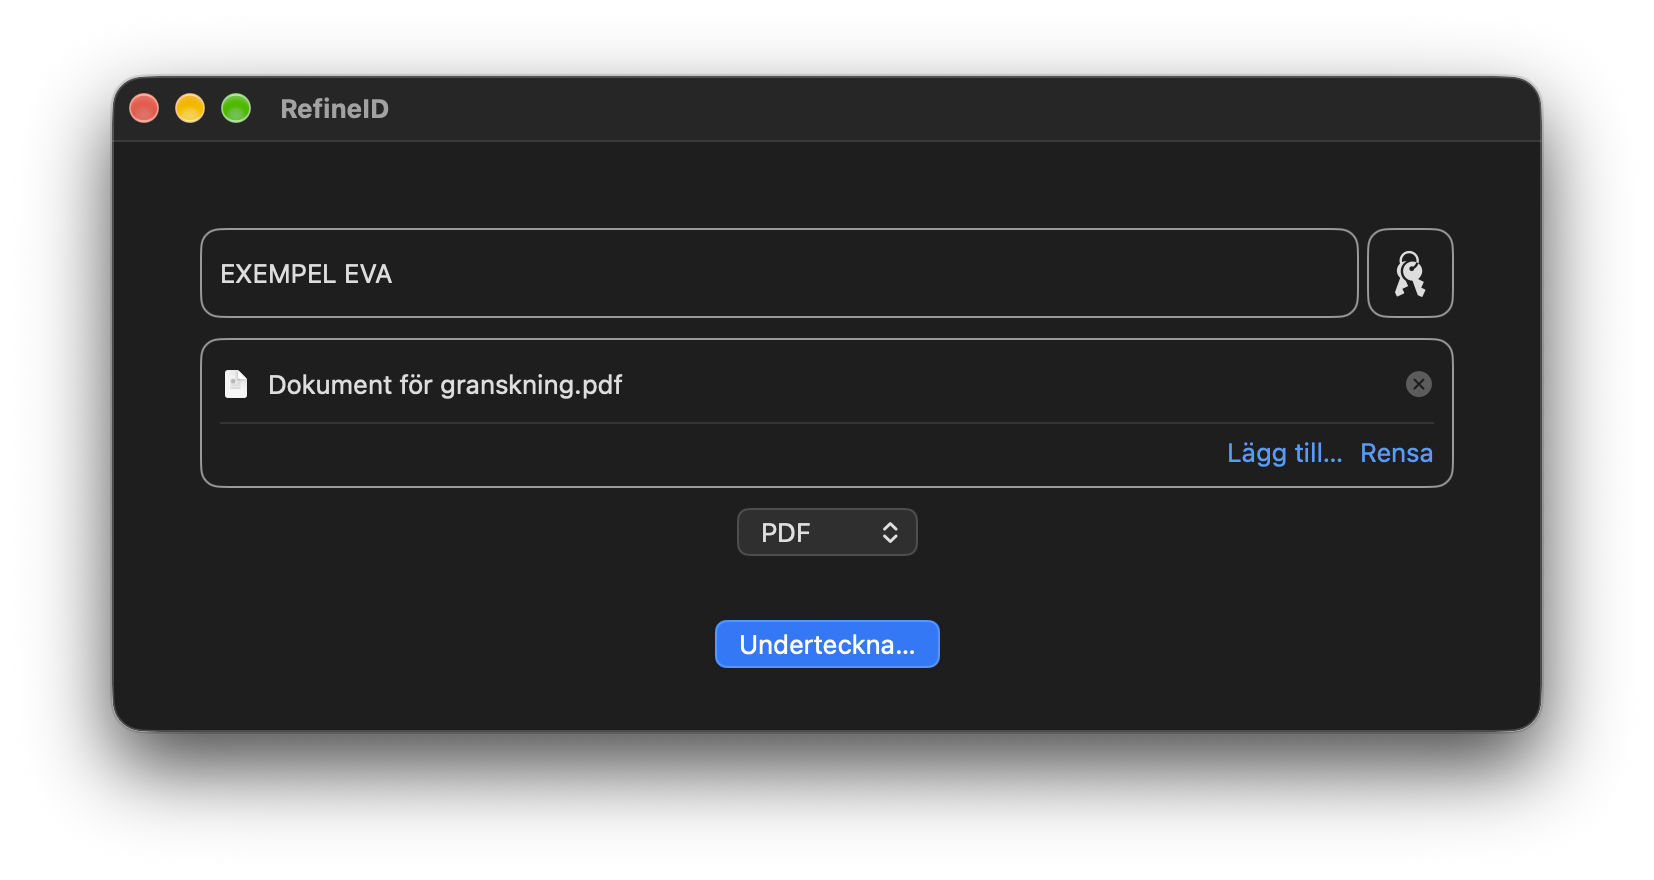 RefineID
EXEMPEL EVA
Dokument för granskning.pdf
Lägg till... Rensa
PDF
Underteckna...